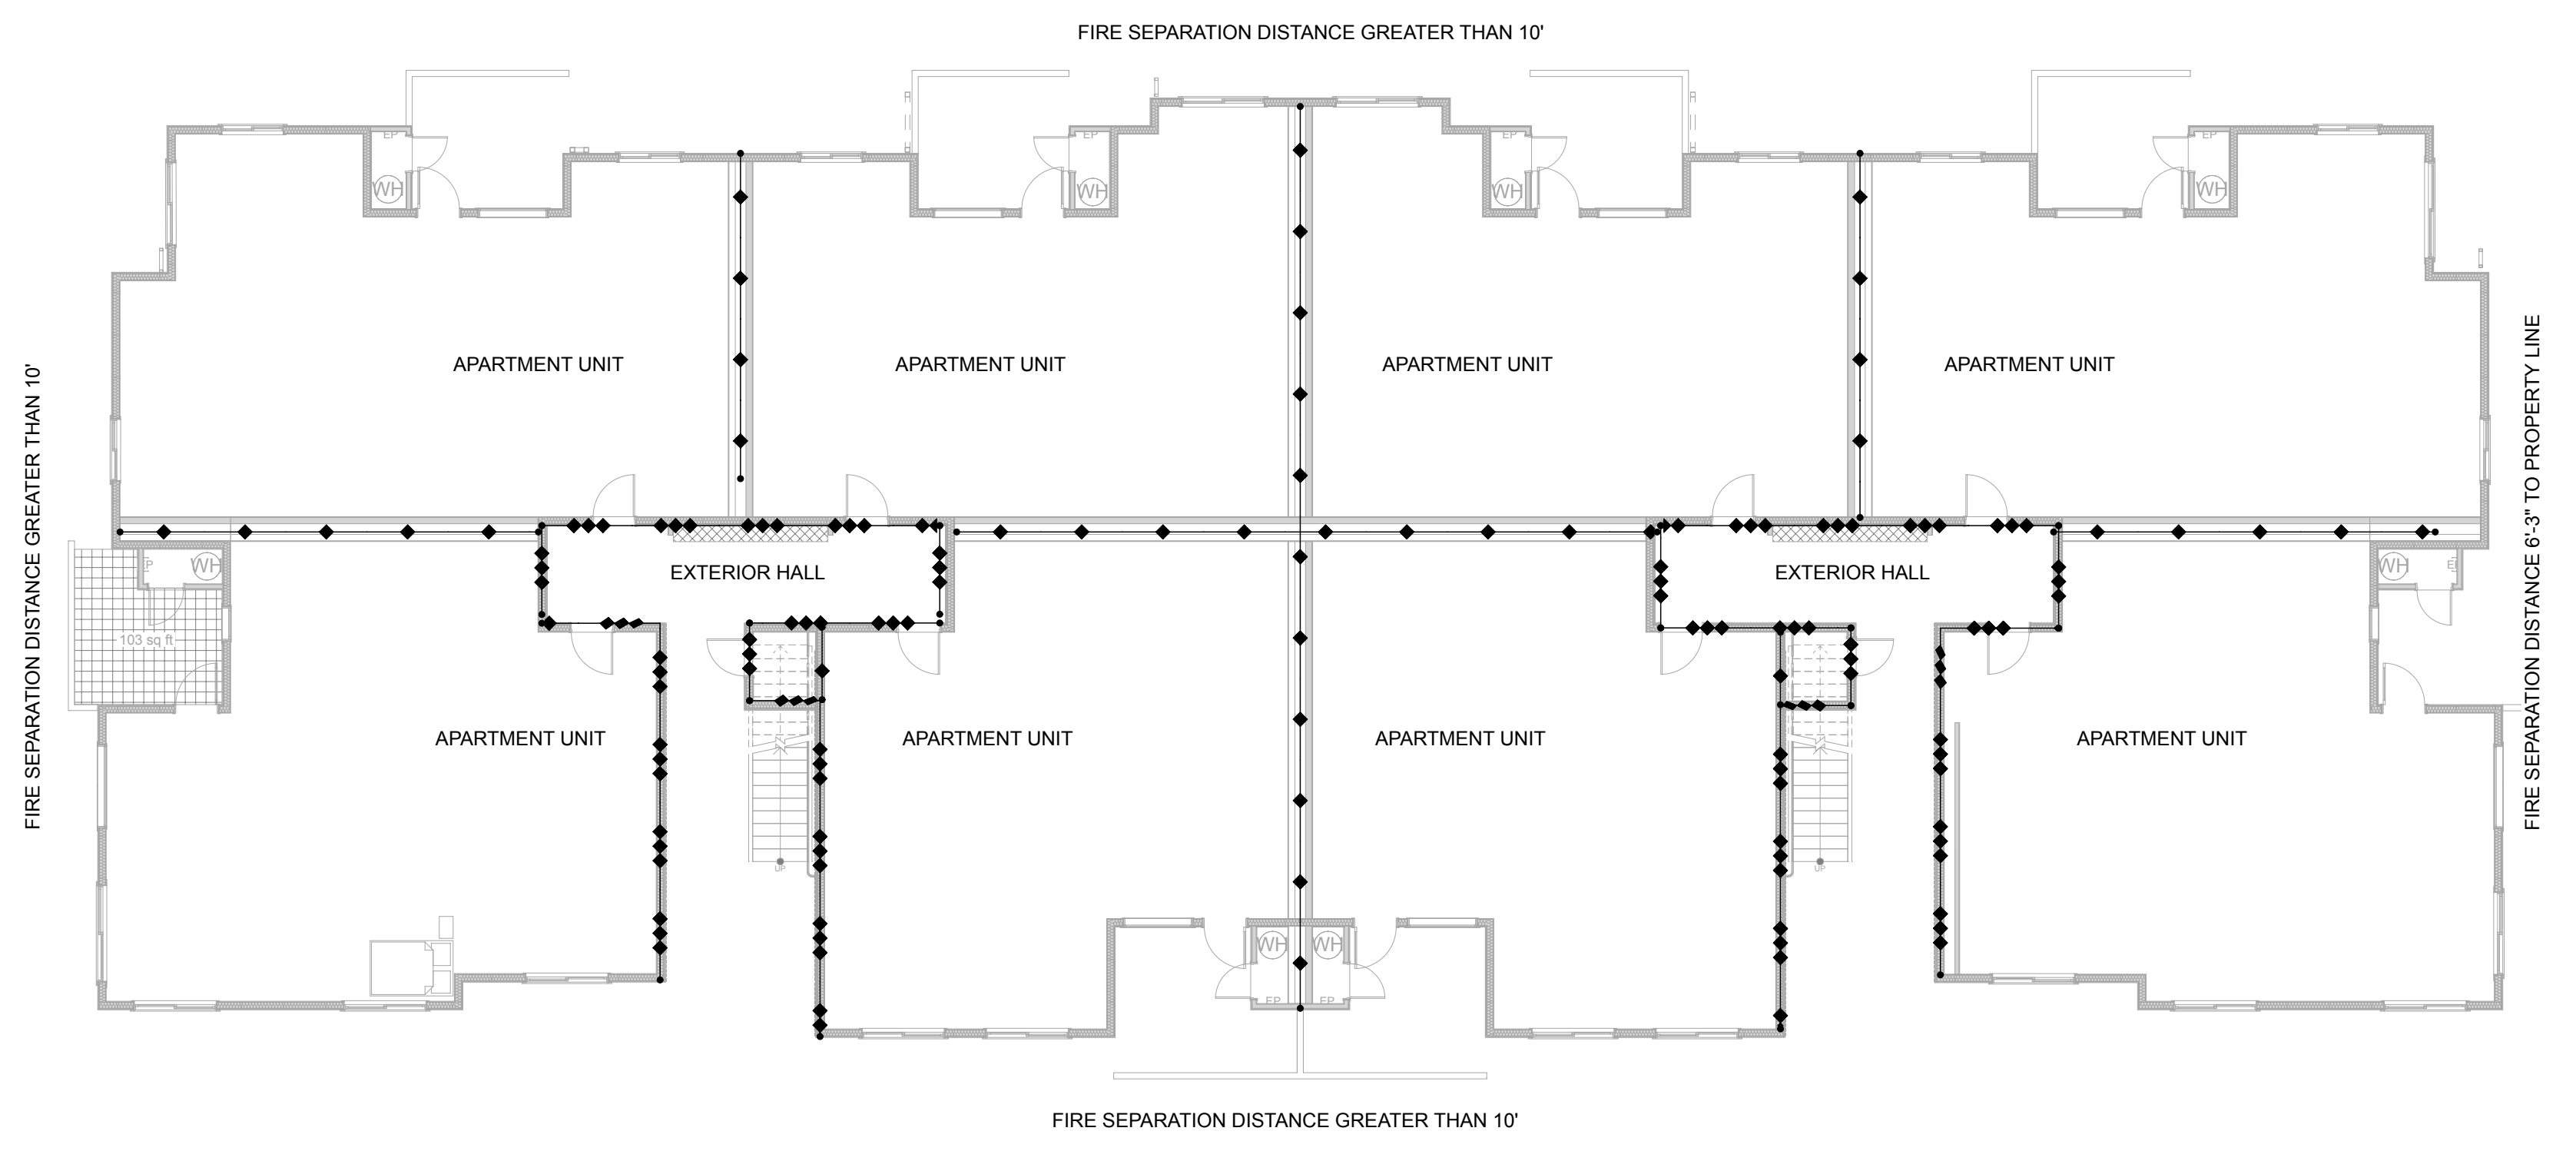 FIRE SEPARATION DISTANCE GREATER THAN 10'
EP
EP
EP
EP
WH
WH
WH
WH
APARTMENT UNIT
APARTMENT UNIT
APARTMENT UNIT
APARTMENT UNIT
FIRE SEPARATION DISTANCE GREATER THAN 10'
FIRE SEPARATION DISTANCE 6'-3" TO PROPERTY LINE
WH
EXTERIOR HALL
EXTERIOR HALL
WH
103 sq ft
APARTMENT UNIT
APARTMENT UNIT
APARTMENT UNIT
APARTMENT UNIT
UP
UP
WH
WH
EP
EP
FIRE SEPARATION DISTANCE GREATER THAN 10'